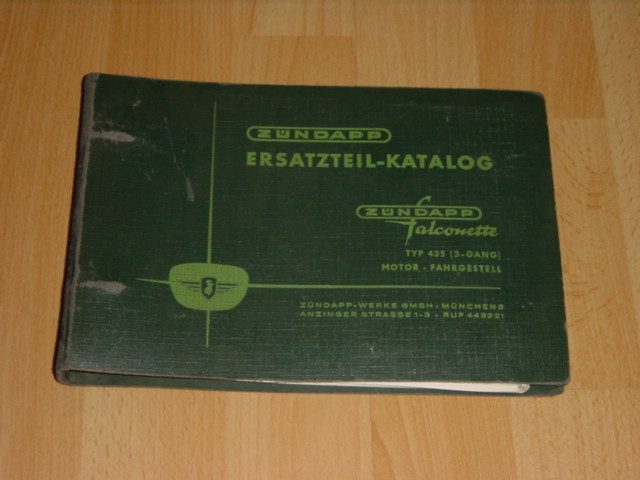 ZÜNDAPP
ERSATZTEIL-KATALOG
ZÜNDAPP
falconette
TYP 435 (3-GANG)
MOTOR · FAHRGESTELL
ZÜNDAPP-WERKE GMBH · MÜNCHEN 8
ANZINGER STRASSE 1-3 · RUF 443221